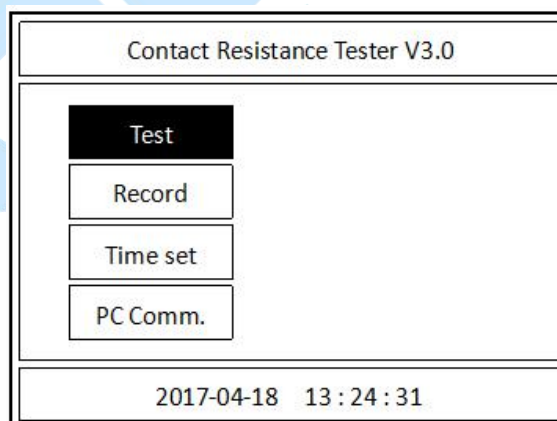 Contact Resistance Tester V3.0
Test
Record
Time set
PC Comm.
2017-04-18 13 : 24 : 31